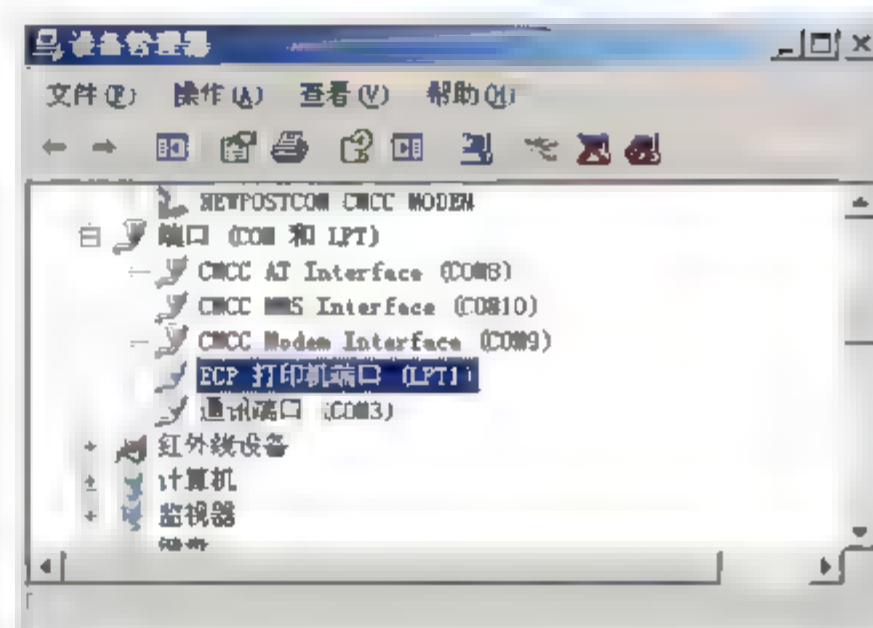 设备管理器
文件(F) 操作(A) 查看(V) 帮助(H)
NEWPOSTCOM CMCC MODEM
端口 (COM 和 LPT)
CMCC AT Interface (COM8)
CMCC MMS Interface (COM10)
CMCC Modem Interface (COM9)
ECP 打印机端口 (LPT1)
通讯端口 (COM3)
红外线设备
计算机
监视器